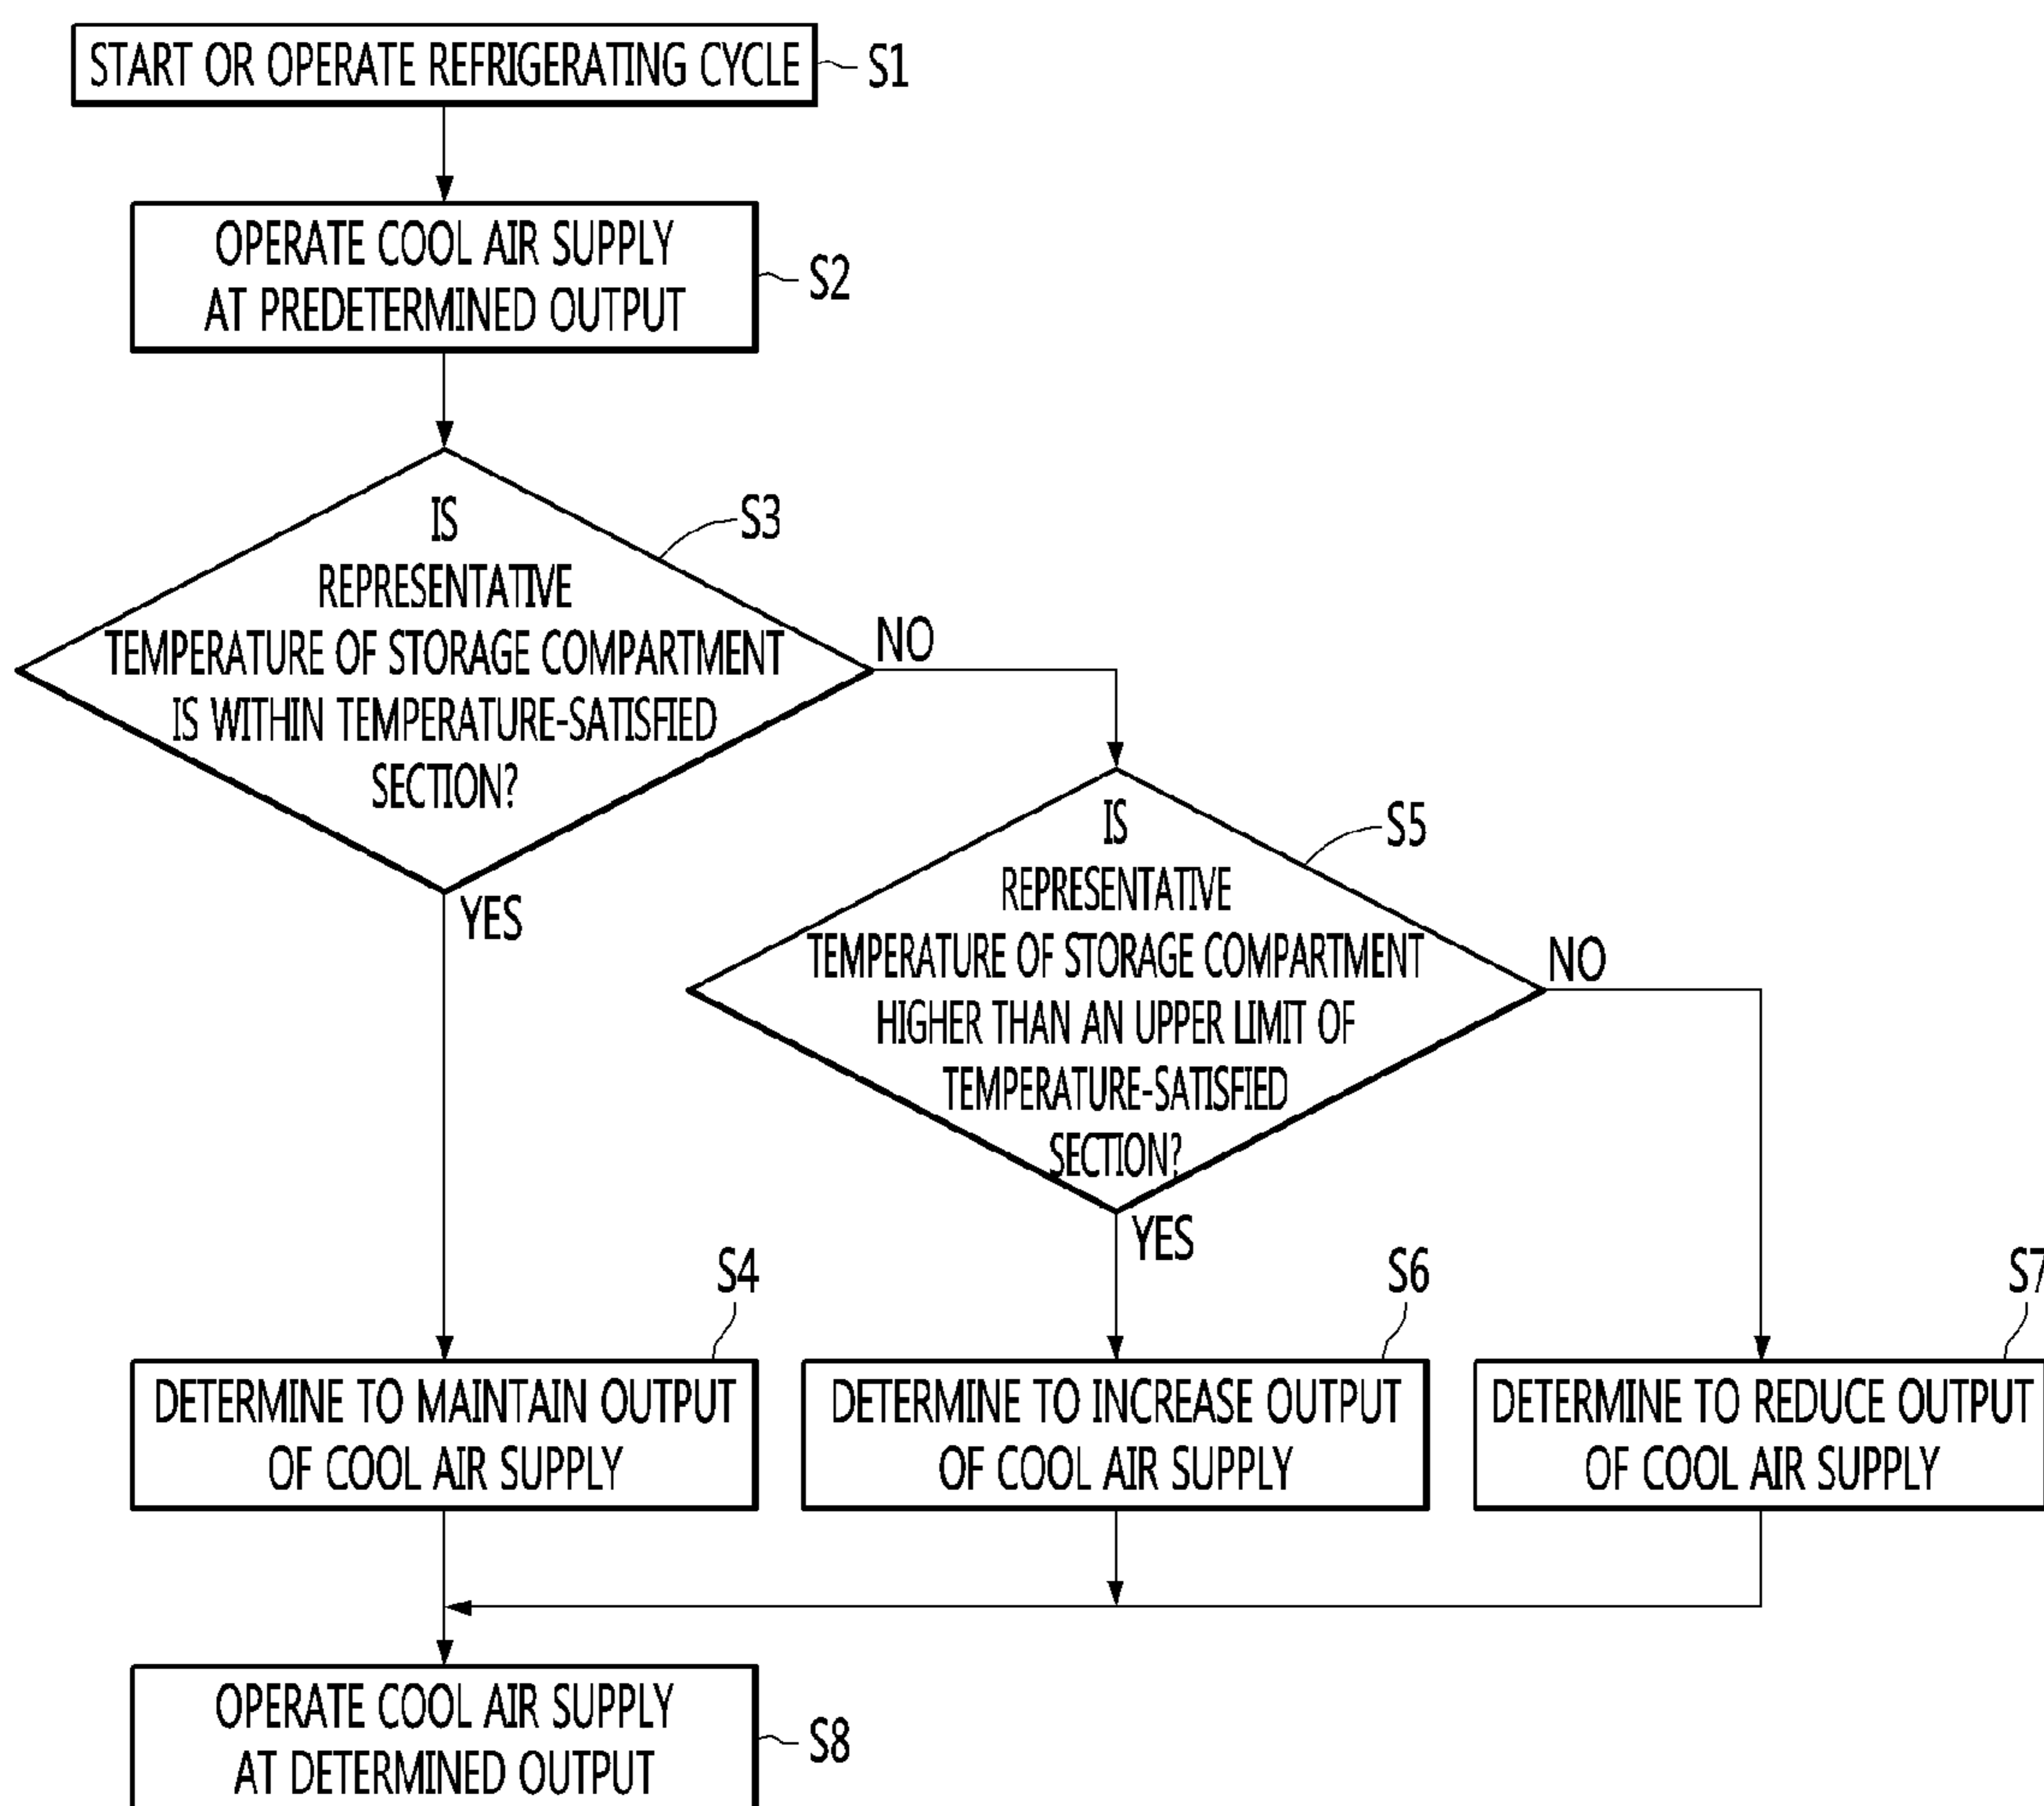 START OR OPERATE REFRIGERATING CYCLE
S1
OPERATE COOL AIR SUPPLY
AT PREDETERMINED OUTPUT
S2
IS
REPRESENTATIVE
TEMPERATURE OF STORAGE COMPARTMENT
IS WITHIN TEMPERATURE-SATISFIED
SECTION?
S3
NO
YES
IS
REPRESENTATIVE
TEMPERATURE OF STORAGE COMPARTMENT
HIGHER THAN AN UPPER LIMIT OF
TEMPERATURE-SATISFIED
SECTION?
S5
NO
YES
S4
DETERMINE TO MAINTAIN OUTPUT
OF COOL AIR SUPPLY
S6
DETERMINE TO INCREASE OUTPUT
OF COOL AIR SUPPLY
S7
DETERMINE TO REDUCE OUTPUT
OF COOL AIR SUPPLY
OPERATE COOL AIR SUPPLY
AT DETERMINED OUTPUT
S8